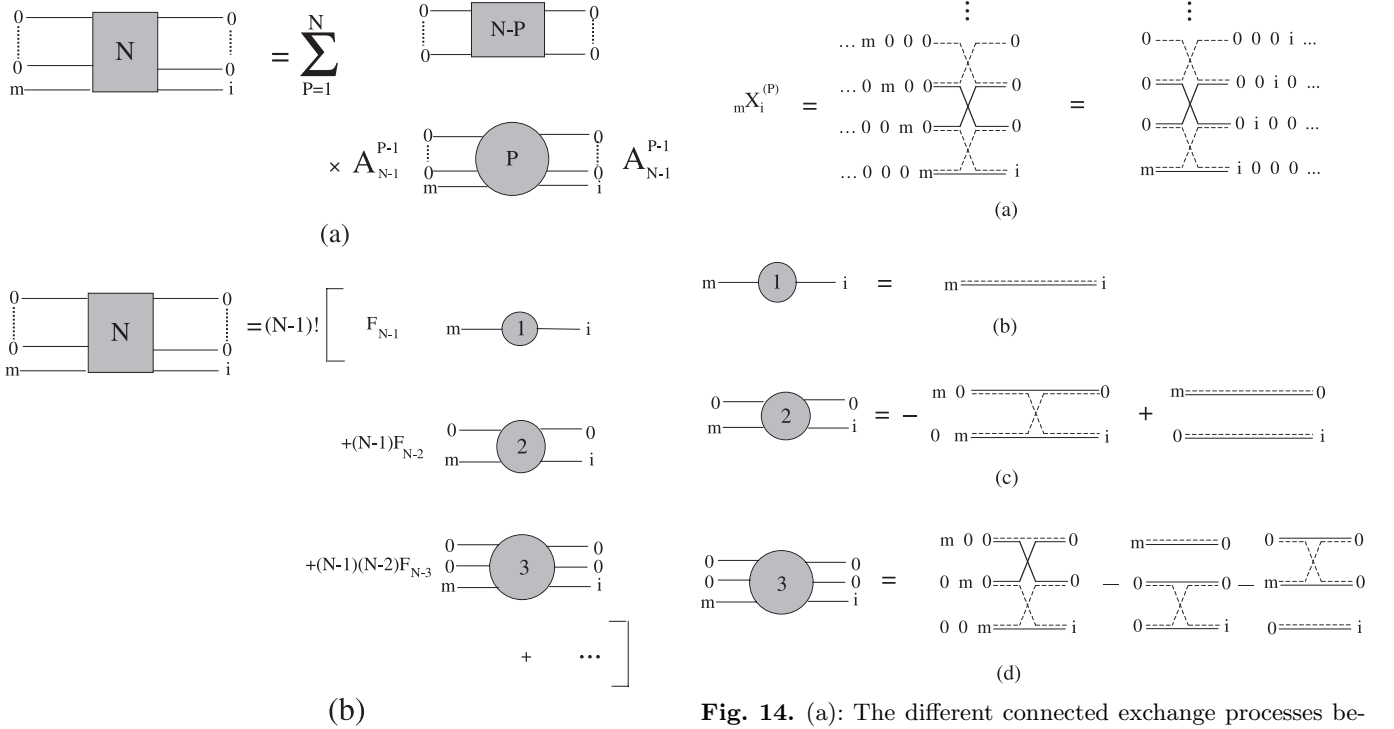 0 0 0 0
N = N ∑ P=1 N-P
0 0 0 0
m i
× A N-1 P-1 0 0 P 0 0 m i A N-1 P-1
(a)
0 0
N =(N-1)! [ F N-1 m 1 i
0 0
m i
+(N-1)F N-2 0 0 2 m i
+(N-1)(N-2)F N-3 0 0 0 0 3 m i
+ ... ]
(b)
... m 0 0 0 0 0 0 0 0 i ...
... 0 m 0 0 0 0 0 0 i 0 ...
m X i (P) = =
... 0 0 m 0 0 0 0 i 0 0 ...
... 0 0 0 m i m i 0 0 0 ...
(a)
m 1 i = m i
(b)
0 0 m 0 0 m 0
2 = − +
m i 0 m i 0 i
(c)
0 0 m 0 0 0 m 0 0 0
0 3 0 = 0 m 0 0 − 0 0 − m 0
m i 0 0 m i 0 i 0 i
(d)
Fig. 14. (a): The different connected exchange processes be-